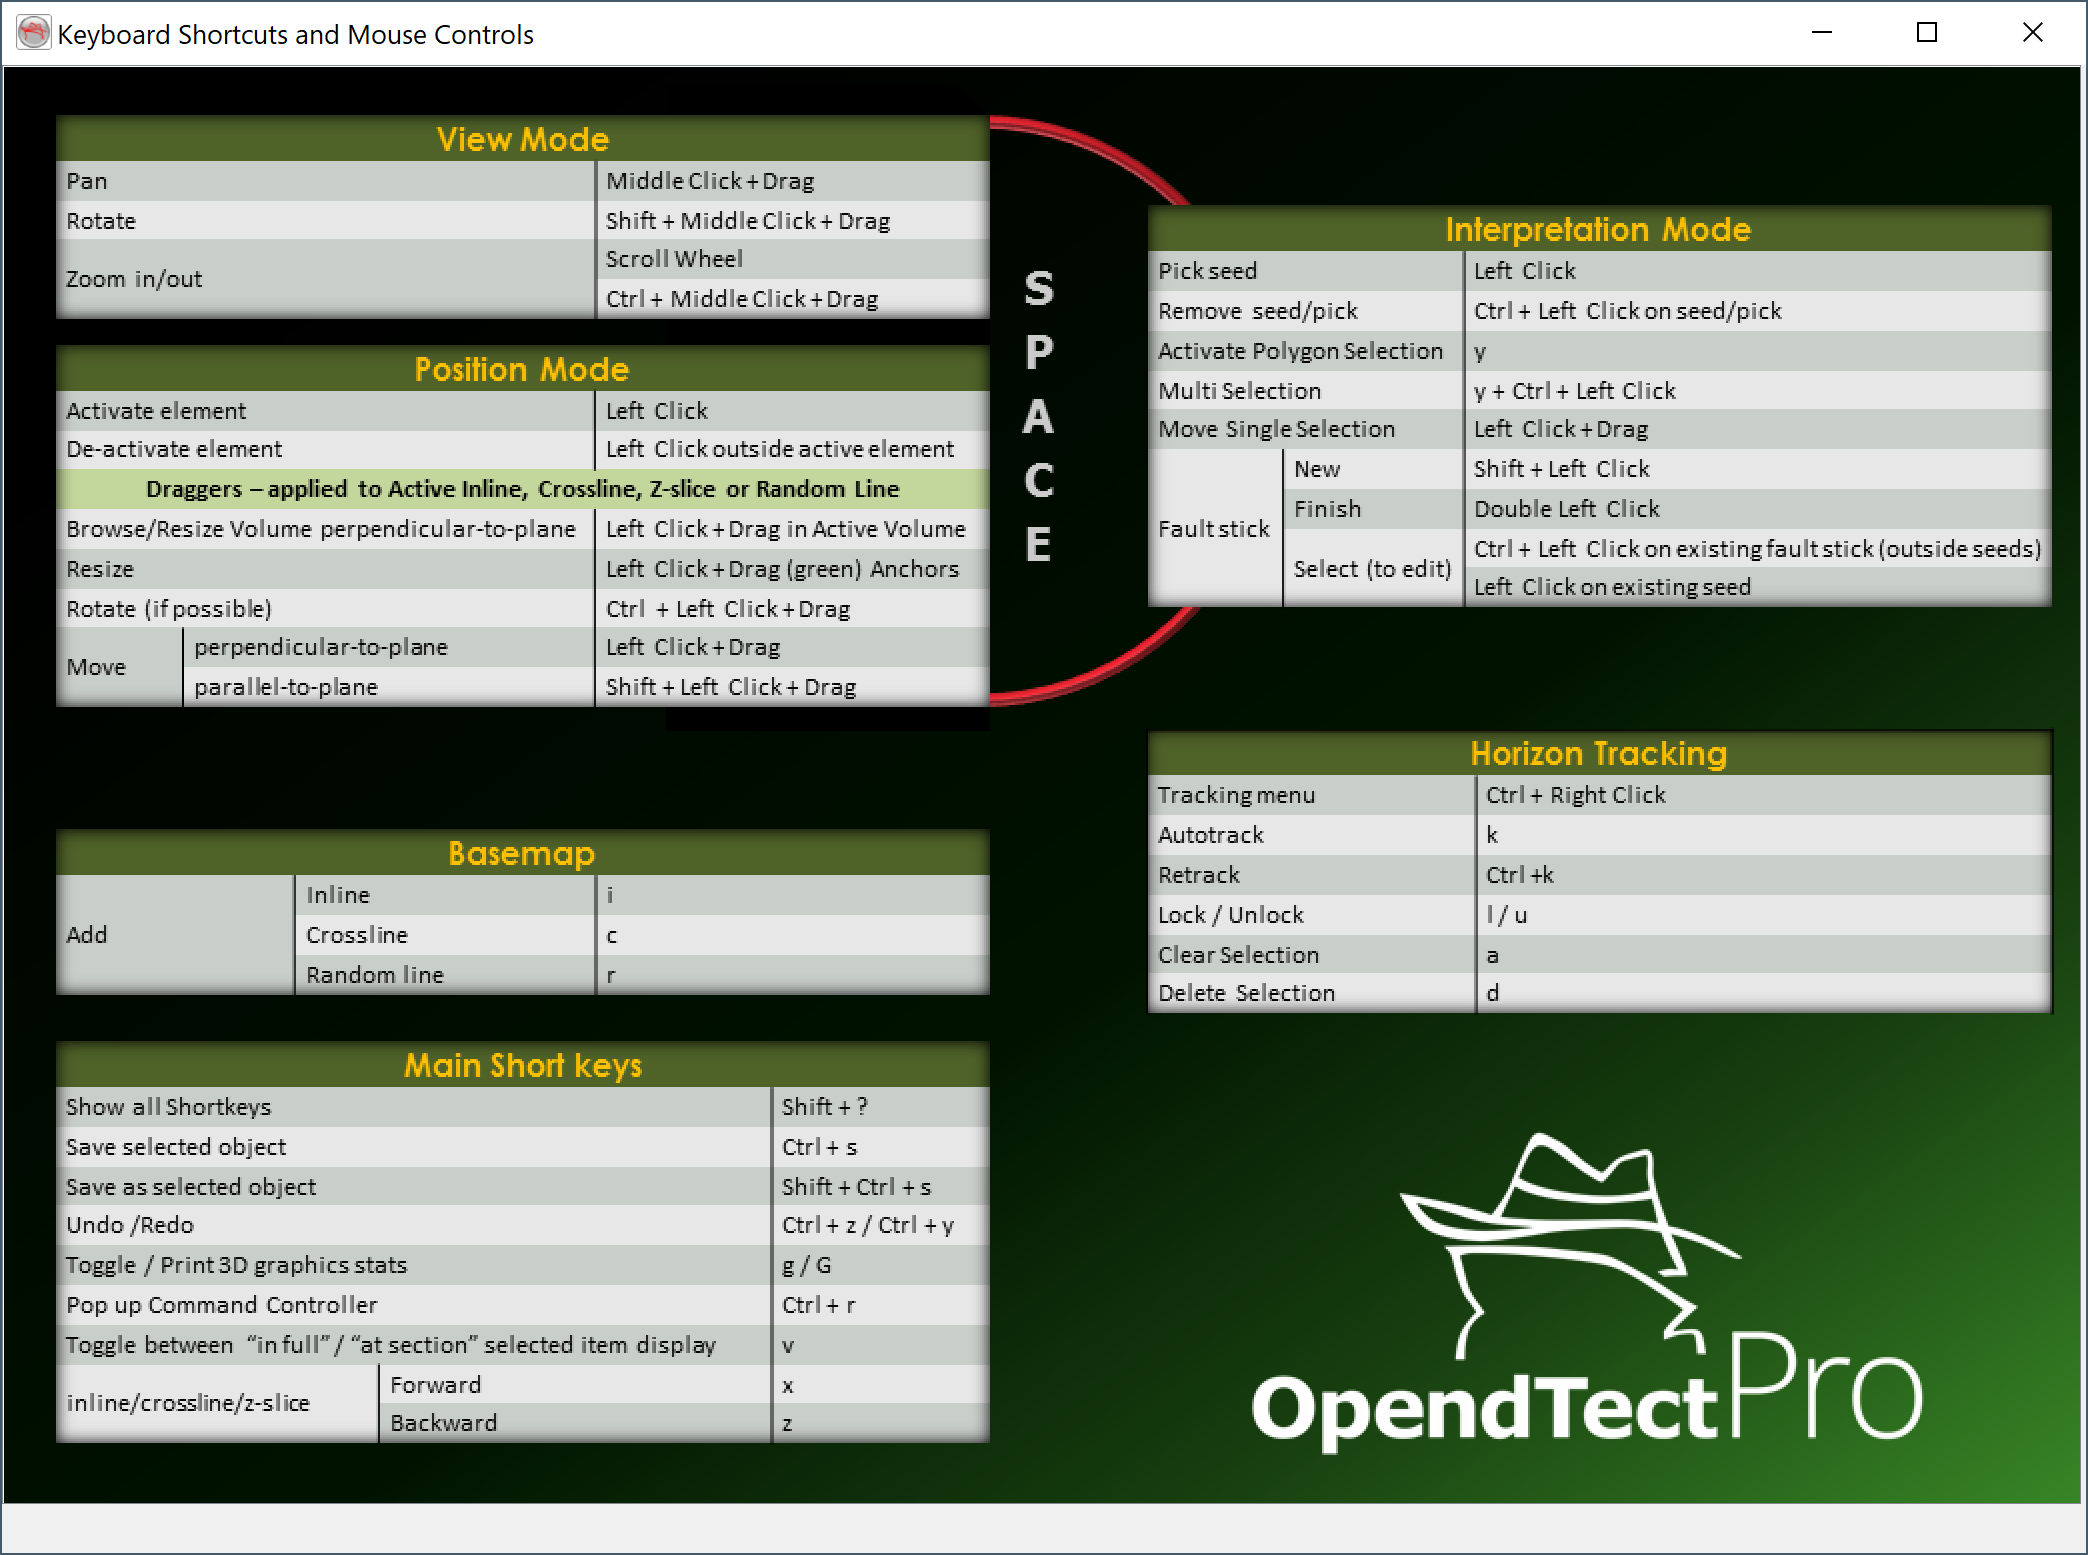 Keyboard Shortcuts and Mouse Controls
View Mode
Pan Middle Click + Drag
Rotate Shift + Middle Click + Drag
Zoom in/out
Scroll Wheel
Ctrl + Middle Click + Drag
Position Mode
Activate element Left Click
De-activate element Left Click outside active element
Draggers – applied to Active Inline, Crossline, Z-slice or Random Line
Browse/Resize Volume perpendicular-to-plane Left Click + Drag in Active Volume
Resize Left Click + Drag (green) Anchors
Rotate (if possible) Ctrl + Left Click + Drag
Move
perpendicular-to-plane Left Click + Drag
parallel-to-plane Shift + Left Click + Drag
SPACE
Interpretation Mode
Pick seed Left Click
Remove seed/pick Ctrl + Left Click on seed/pick
Activate Polygon Selection y
Multi Selection y + Ctrl + Left Click
Move Single Selection Left Click + Drag
Fault stick
New Shift + Left Click
Finish Double Left Click
Select (to edit)
Ctrl + Left Click on existing fault stick (outside seeds)
Left Click on existing seed
Basemap
Add
Inline i
Crossline c
Random line r
Horizon Tracking
Tracking menu Ctrl + Right Click
Autotrack k
Retrack Ctrl +k
Lock / Unlock l / u
Clear Selection a
Delete Selection d
Main Short keys
Show all Shortkeys Shift + ?
Save selected object Ctrl + s
Save as selected object Shift + Ctrl + s
Undo /Redo Ctrl + z / Ctrl + y
Toggle / Print 3D graphics stats g / G
Pop up Command Controller Ctrl + r
Toggle between “in full” / “at section” selected item display v
inline/crossline/z-slice
Forward x
Backward z
OpendTect Pro